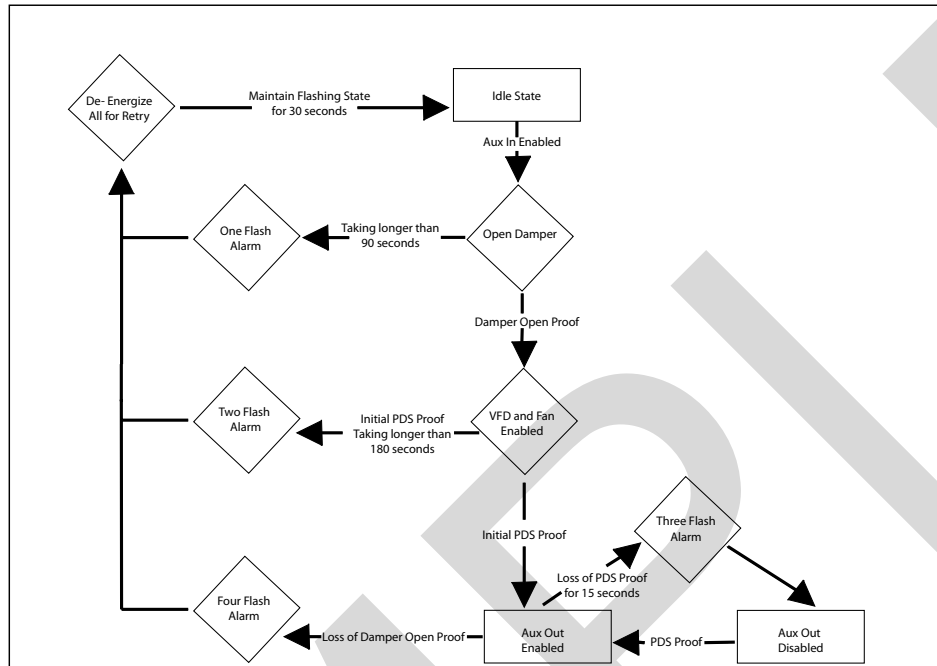 De- Energize
All for Retry
Maintain Flashing State
for 30 seconds
Idle State
Aux In Enabled
One Flash
Alarm
Taking longer than
90 seconds
Open Damper
Damper Open Proof
Two Flash
Alarm
Initial PDS Proof
Taking longer than
180 seconds
VFD and Fan
Enabled
Initial PDS Proof
Three Flash
Alarm
Loss of PDS Proof
for 15 seconds
Four Flash
Alarm
Loss of Damper Open Proof
Aux Out
Enabled
PDS Proof
Aux Out
Disabled